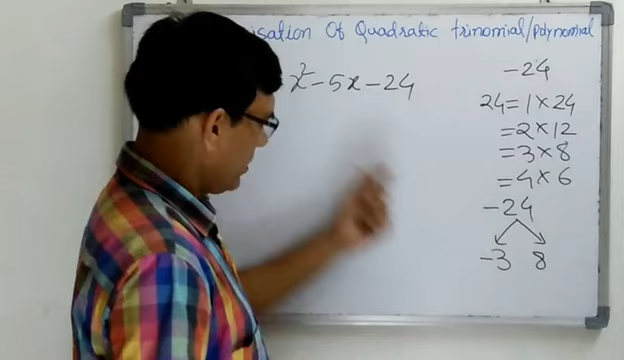 Of Quadratic trinomial/polynomial
x² - 5x - 24
-24
24 = 1 × 24
= 2 × 12
= 3 × 8
= 4 × 6
-24
-3 8